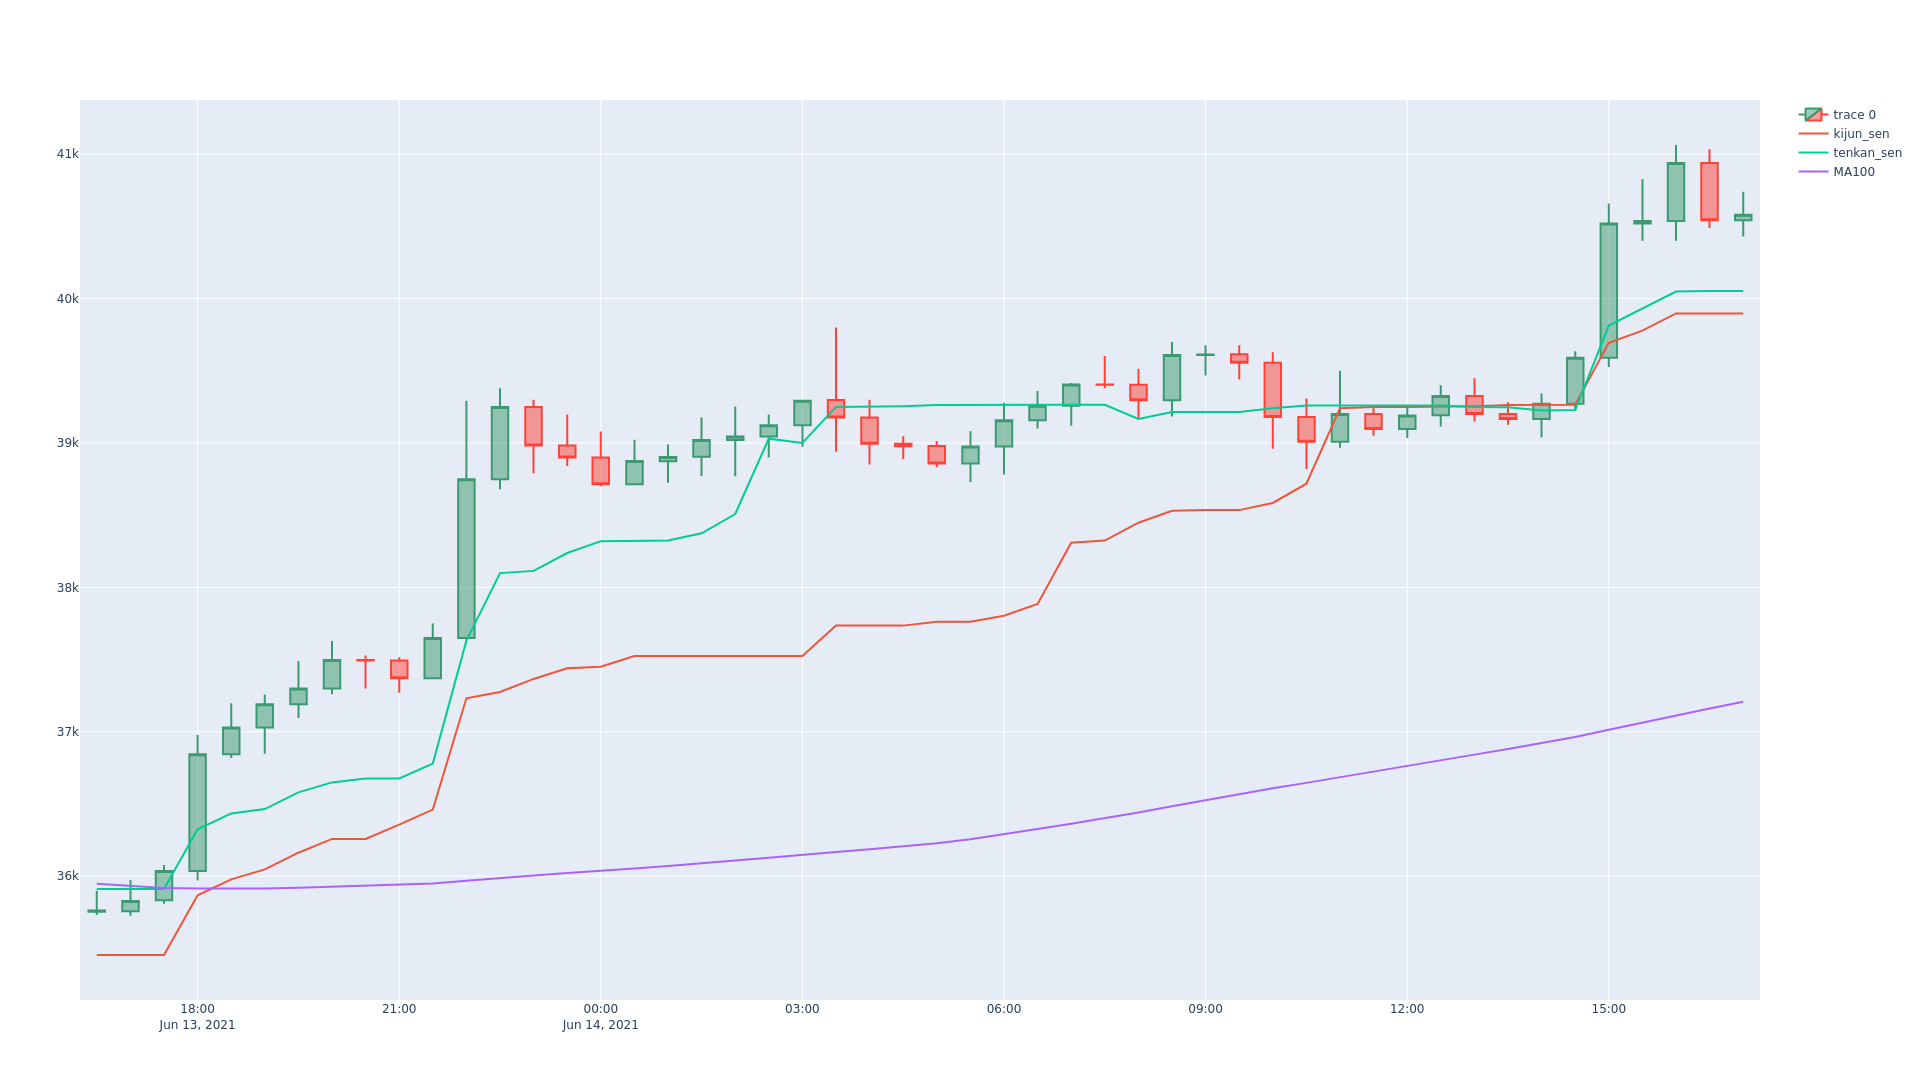 41k
40k
39k
38k
37k
36k
18:00
Jun 13, 2021
21:00
00:00
Jun 14, 2021
03:00
06:00
09:00
12:00
15:00
trace 0
kijun_sen
tenkan_sen
MA100